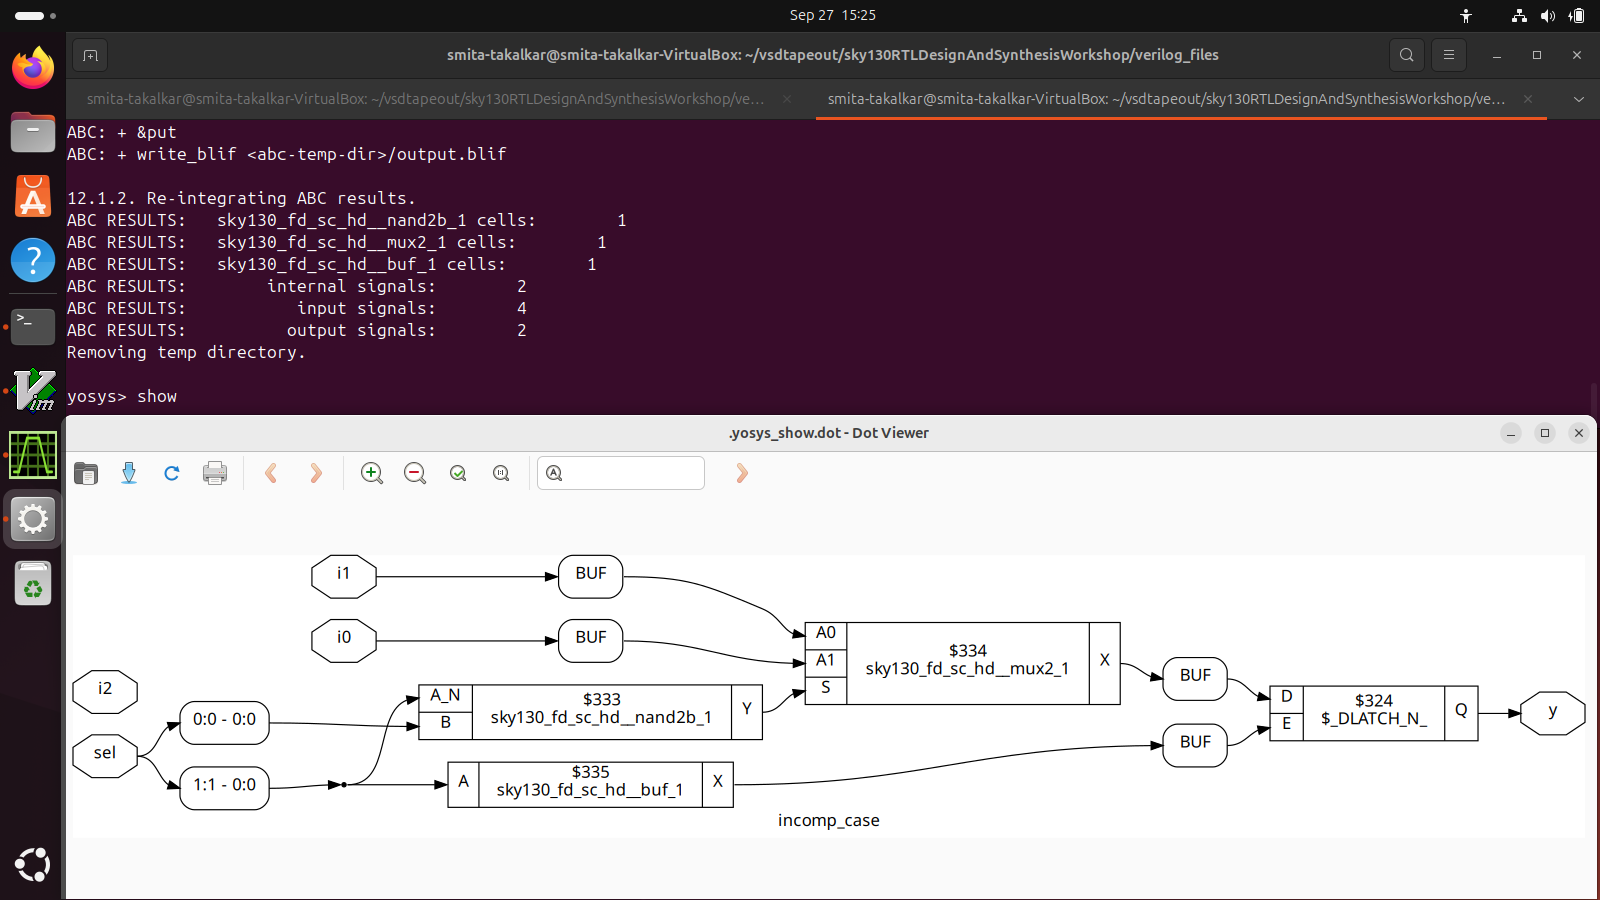 Sep 27 15:25
smita-takalkar@smita-takalkar-VirtualBox: ~/vsdtapeout/sky130RTLDesignAndSynthesisWorkshop/verilog_files
smita-takalkar@smita-takalkar-VirtualBox: ~/vsdtapeout/sky130RTLDesignAndSynthesisWorkshop/ve...
smita-takalkar@smita-takalkar-VirtualBox: ~/vsdtapeout/sky130RTLDesignAndSynthesisWorkshop/ve...
ABC: + &put
ABC: + write_blif <abc-temp-dir>/output.blif
12.1.2. Re-integrating ABC results.
ABC RESULTS:   sky130_fd_sc_hd__nand2b_1 cells:        1
ABC RESULTS:   sky130_fd_sc_hd__mux2_1 cells:        1
ABC RESULTS:   sky130_fd_sc_hd__buf_1 cells:        1
ABC RESULTS:        internal signals:        2
ABC RESULTS:           input signals:        4
ABC RESULTS:          output signals:        2
Removing temp directory.
yosys> show
.yosys_show.dot - Dot Viewer
i1
BUF
i0
BUF
A0
A1
S
$334
sky130_fd_sc_hd__mux2_1
X
BUF
i2
sel
0:0 - 0:0
1:1 - 0:0
A_N
B
$333
sky130_fd_sc_hd__nand2b_1
Y
A
$335
sky130_fd_sc_hd__buf_1
X
BUF
D
E
$324
$_DLATCH_N_
Q
y
incomp_case